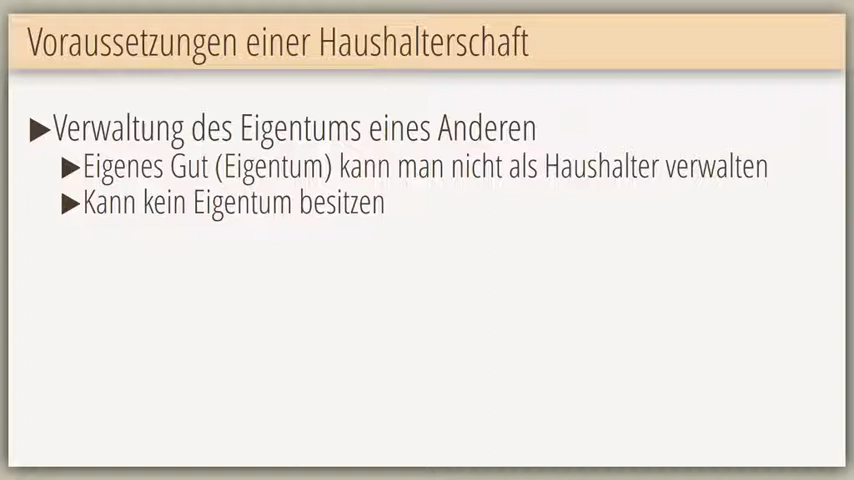 Voraussetzungen einer Haushalterschaft
▶Verwaltung des Eigentums eines Anderen
▶Eigenes Gut (Eigentum) kann man nicht als Haushalter verwalten
▶Kann kein Eigentum besitzen